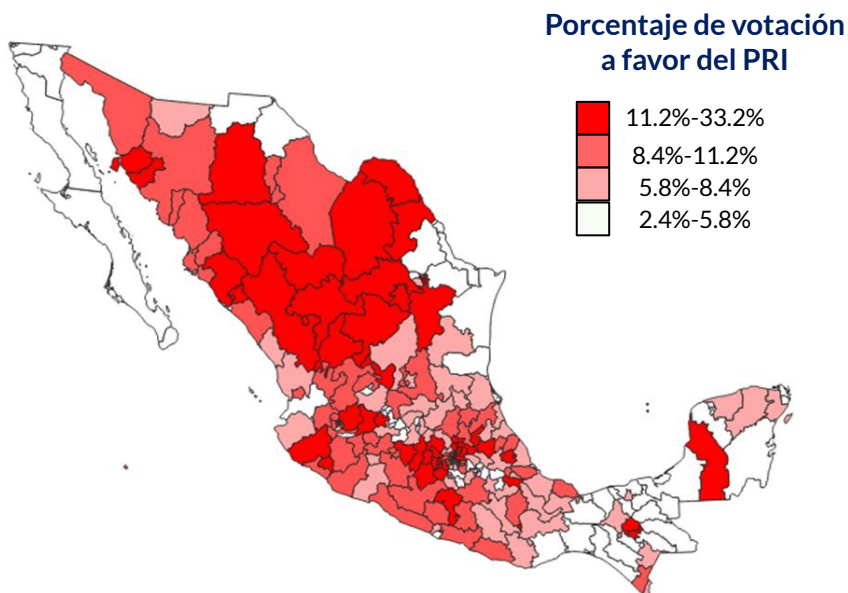 Porcentaje de votación
a favor del PRI
11.2%-33.2%
8.4%-11.2%
5.8%-8.4%
2.4%-5.8%